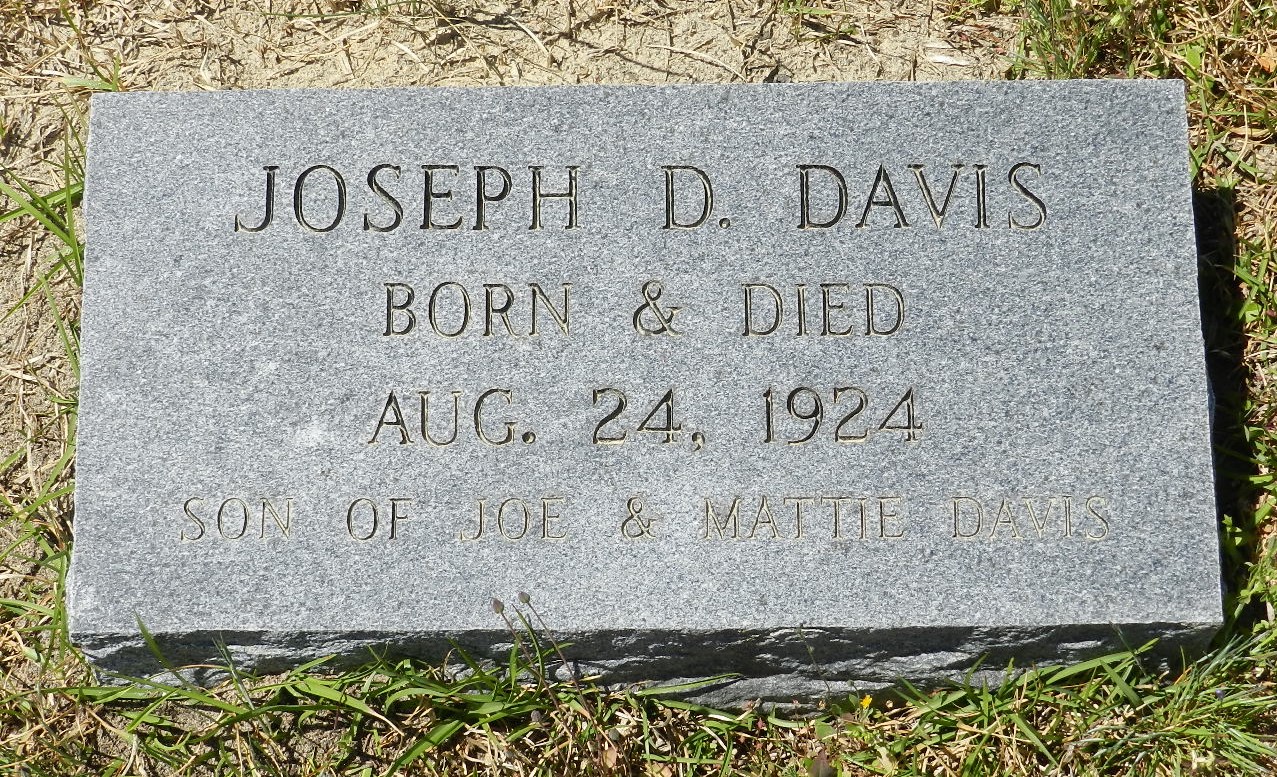 JOSEPH D. DAVIS
BORN & DIED
AUG. 24, 1924
SON OF JOE & MATTIE DAVIS